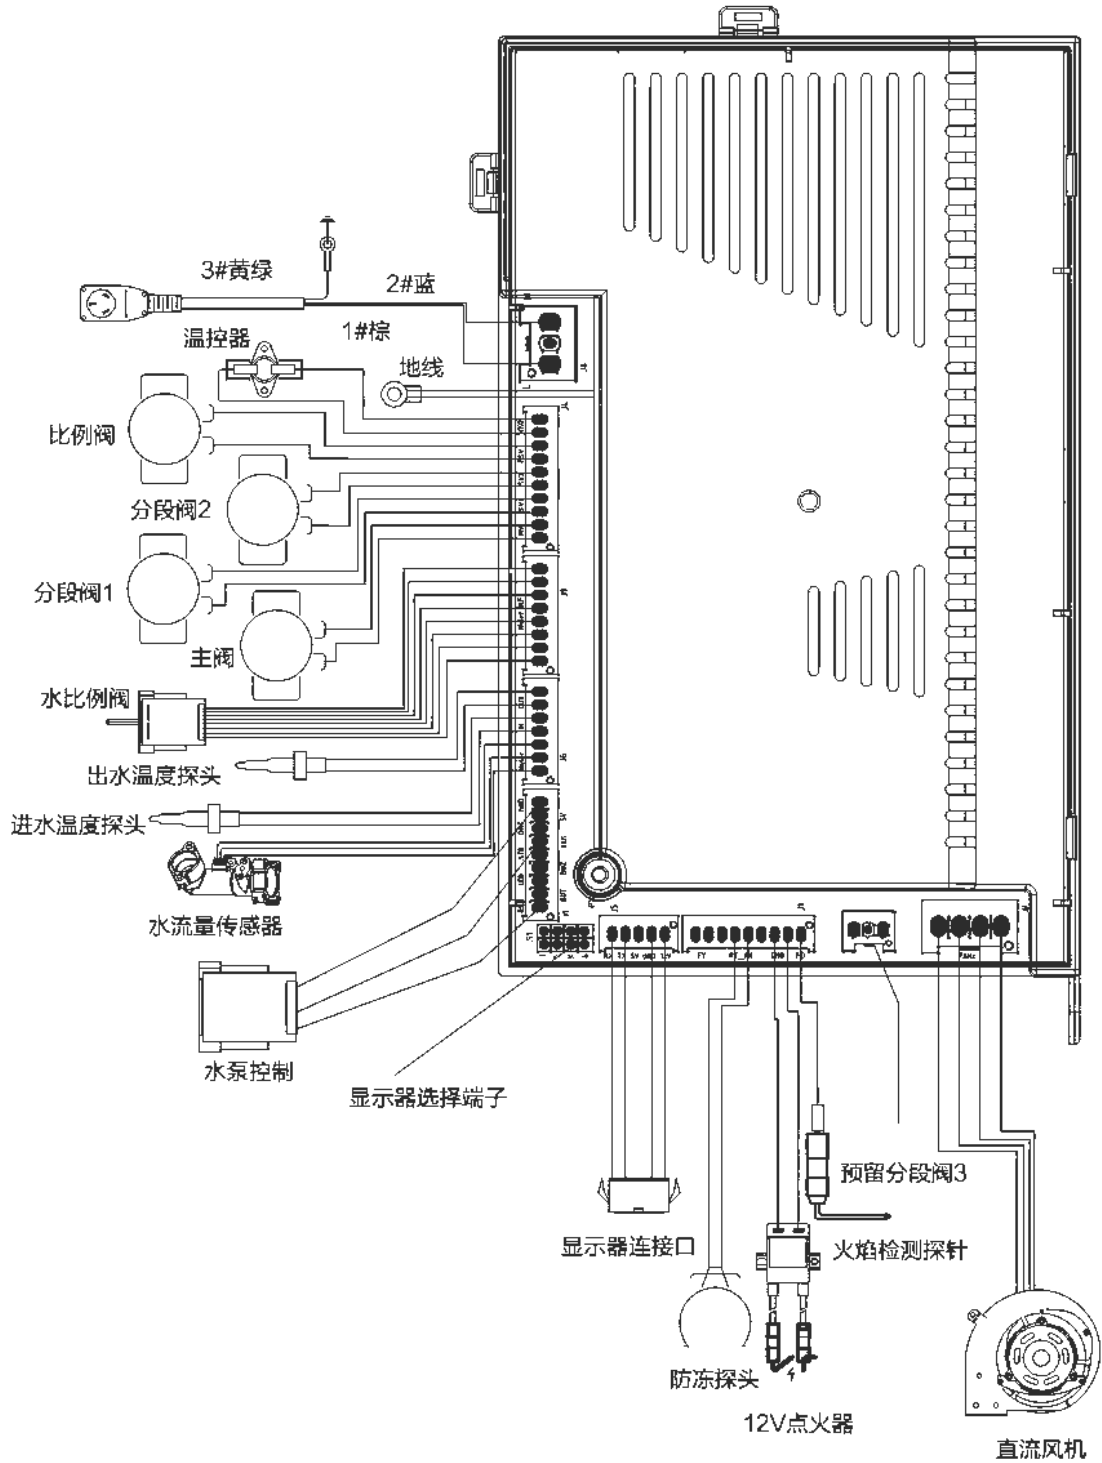 3#黄绿
2#蓝
1#棕
温控器
地线
比例阀
分段阀2
分段阀1
主阀
水比例阀
出水温度探头
进水温度探头
水流量传感器
水泵控制
显示器选择端子
预留分段阀3
显示器连接口
火焰检测探针
防冻探头
12V点火器
直流风机